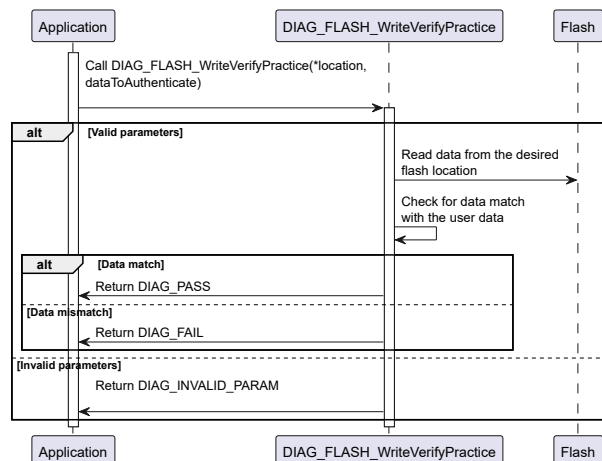 Application
DIAG_FLASH_WriteVerifyPractice
Flash
Call DIAG_FLASH_WriteVerifyPractice(*location,
dataToAuthenticate)
alt
[Valid parameters]
Read data from the desired
flash location
Check for data match
with the user data
alt
[Data match]
Return DIAG_PASS
[Data mismatch]
Return DIAG_FAIL
[Invalid parameters]
Return DIAG_INVALID_PARAM
Application
DIAG_FLASH_WriteVerifyPractice
Flash